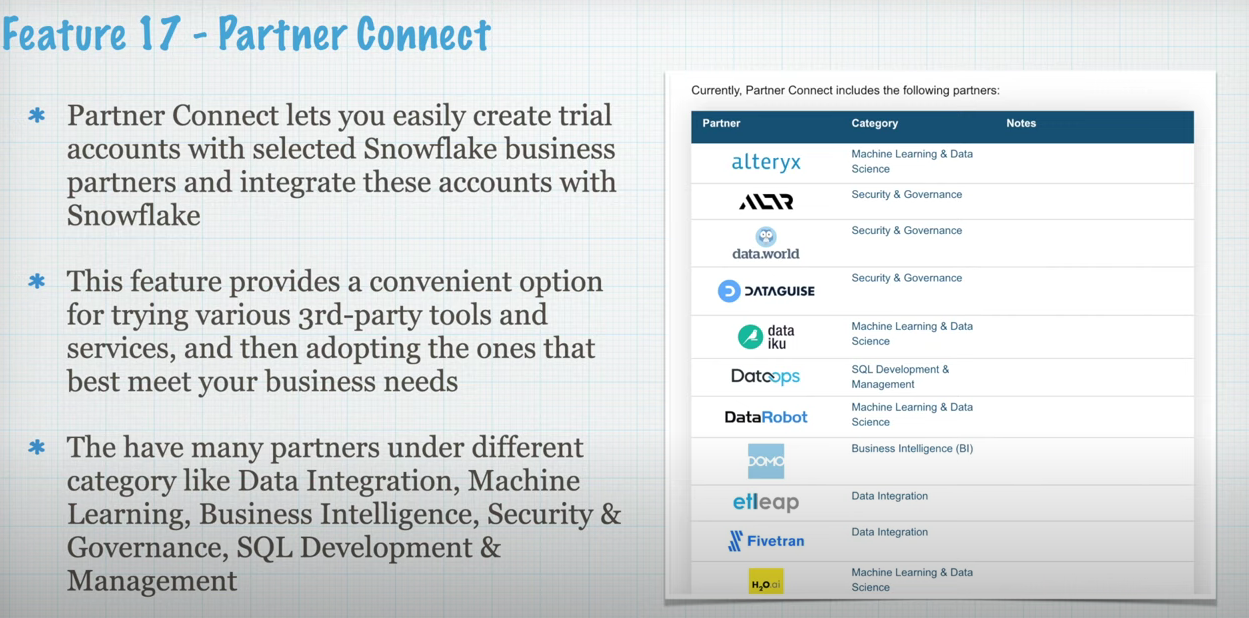 Feature 17 - Partner Connect
Partner Connect lets you easily create trial
accounts with selected Snowflake business
partners and integrate these accounts with
Snowflake
This feature provides a convenient option
for trying various 3rd-party tools and
services, and then adopting the ones that
best meet your business needs
The have many partners under different
category like Data Integration, Machine
Learning, Business Intelligence, Security &
Governance, SQL Development &
Management
Currently, Partner Connect includes the following partners:
Partner Category Notes
alteryx Machine Learning & Data
Science
ALTR Security & Governance
data.world Security & Governance
DATAGUISE Security & Governance
data
iku Machine Learning & Data
Science
DataOps SQL Development &
Management
DataRobot Machine Learning & Data
Science
DOMO Business Intelligence (BI)
etleap Data Integration
Fivetran Data Integration
H2O.ai Machine Learning & Data
Science